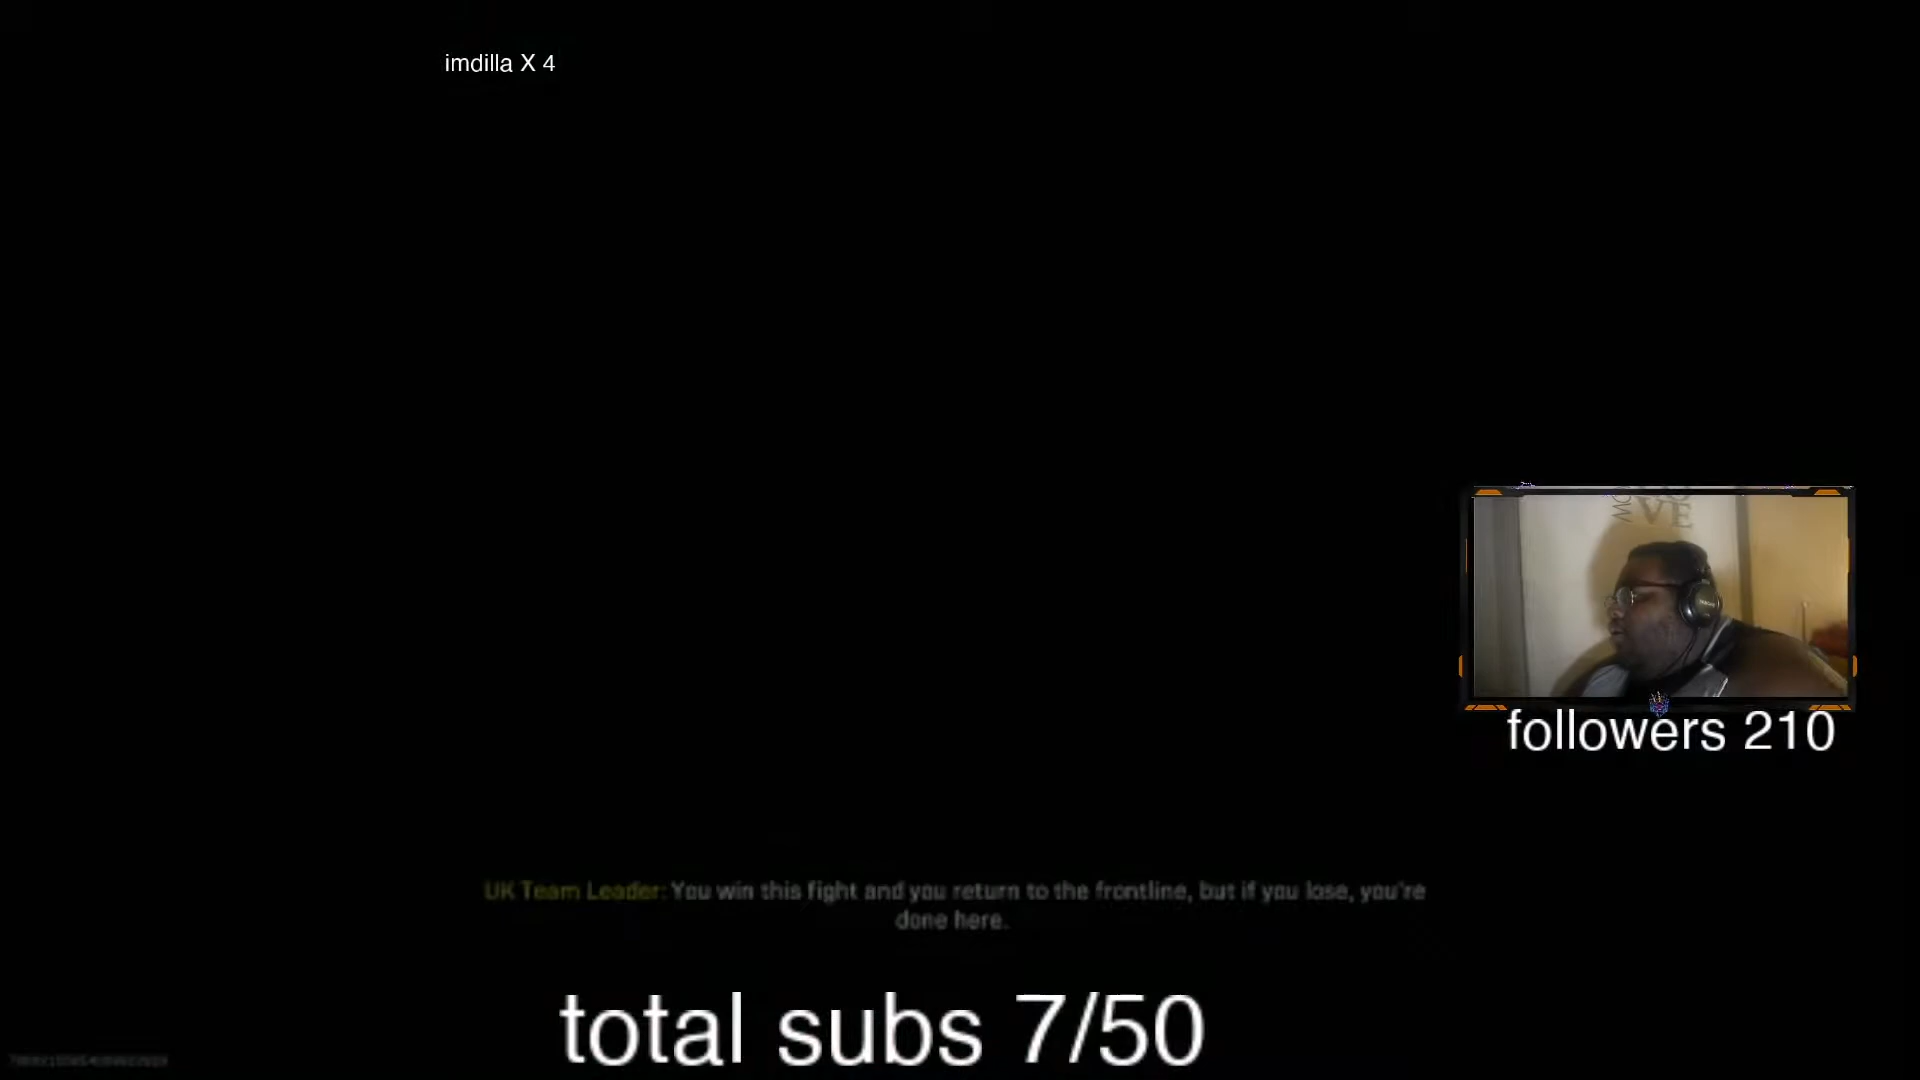 imdilla X 4
VE
followers 210
UK Team Leader: You win this fight and you return to the frontline, but if you lose, you're
done here.
total subs 7/50